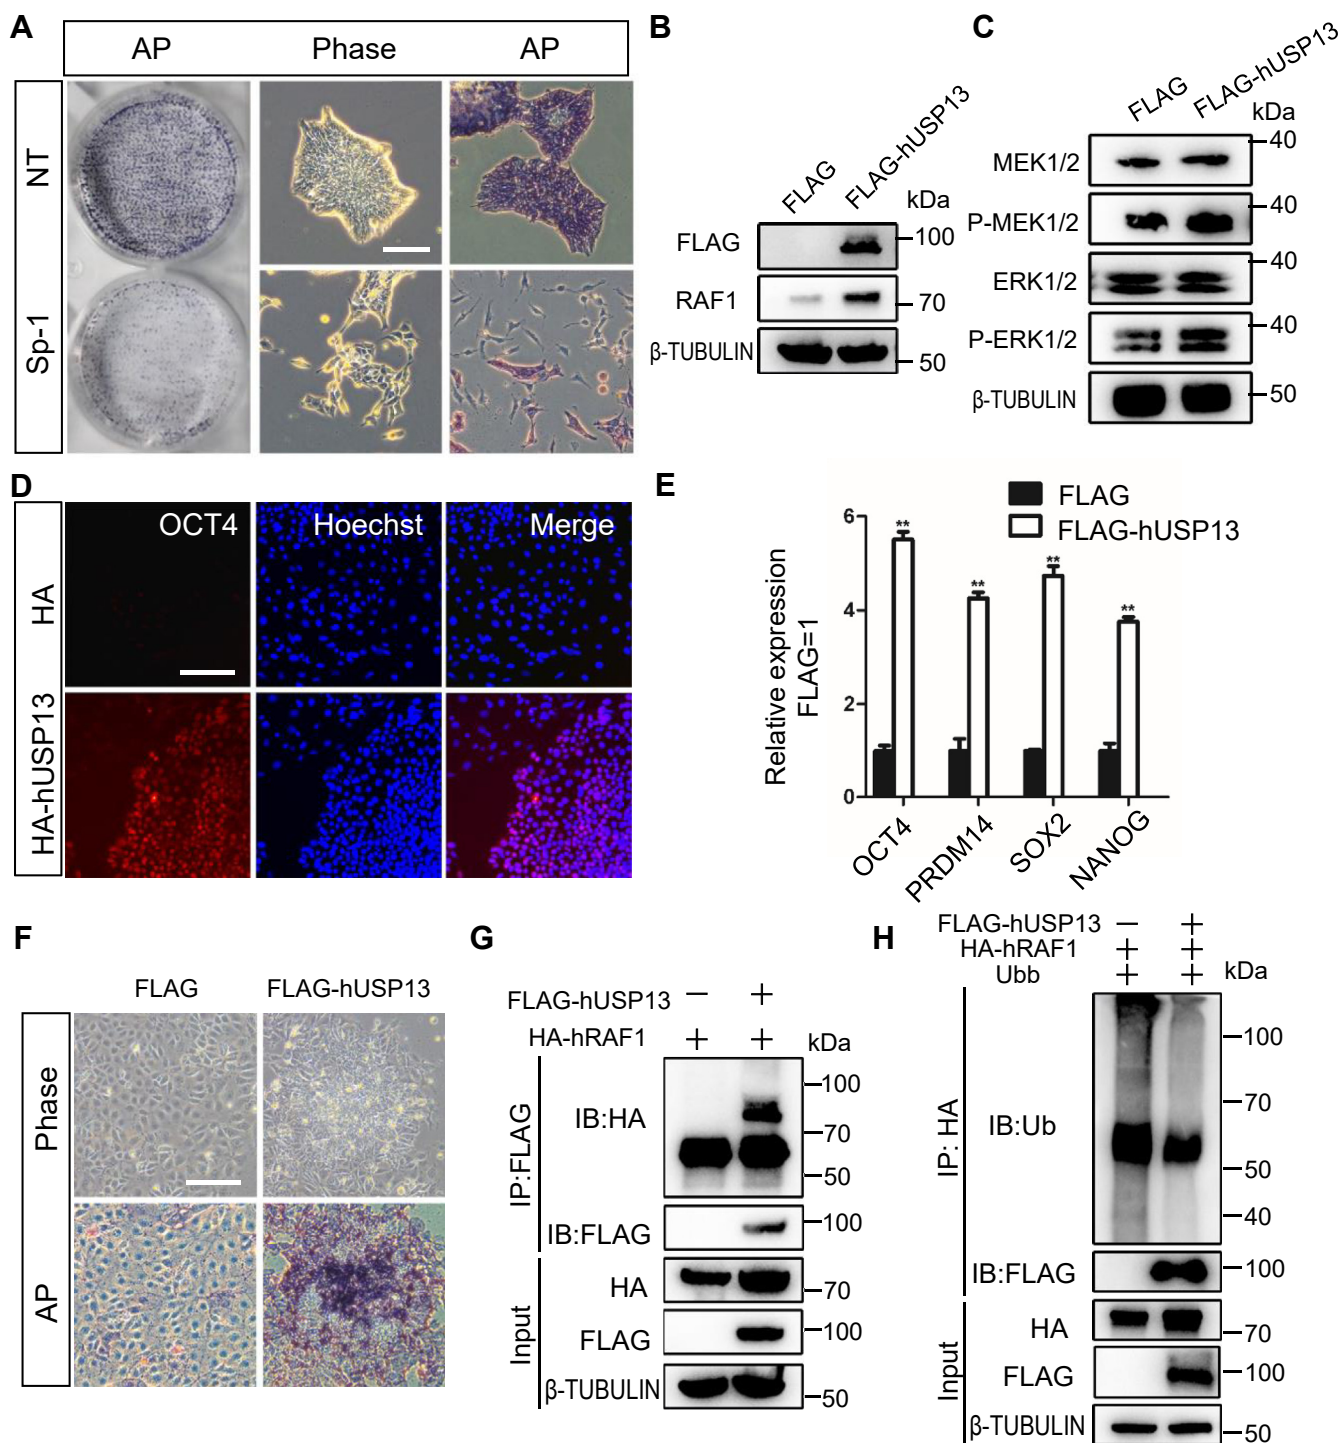 A
AP Phase AP
NT
Sp-1
B
FLAG FLAG-hUSP13
kDa
FLAG
100
RAF1
70
β-TUBULIN
50
C
FLAG FLAG-hUSP13
kDa
MEK1/2
40
P-MEK1/2
40
ERK1/2
40
P-ERK1/2
40
β-TUBULIN
50
D
OCT4 Hoechst Merge
HA
HA-hUSP13
E
FLAG
FLAG-hUSP13
Relative expression
FLAG=1
6
4
2
0
** ** ** **
OCT4 PRDM14 SOX2 NANOG
F
FLAG FLAG-hUSP13
Phase
AP
G
FLAG-hUSP13 − +
HA-hRAF1 + +
kDa
IP:FLAG
IB:HA
100
70
50
IB:FLAG
100
Input
HA
70
FLAG
100
β-TUBULIN
50
H
FLAG-hUSP13 − +
HA-hRAF1 + +
Ubb + +
kDa
IP: HA
IB:Ub
100
70
50
40
IB:FLAG
100
Input
HA
70
FLAG
100
β-TUBULIN
50